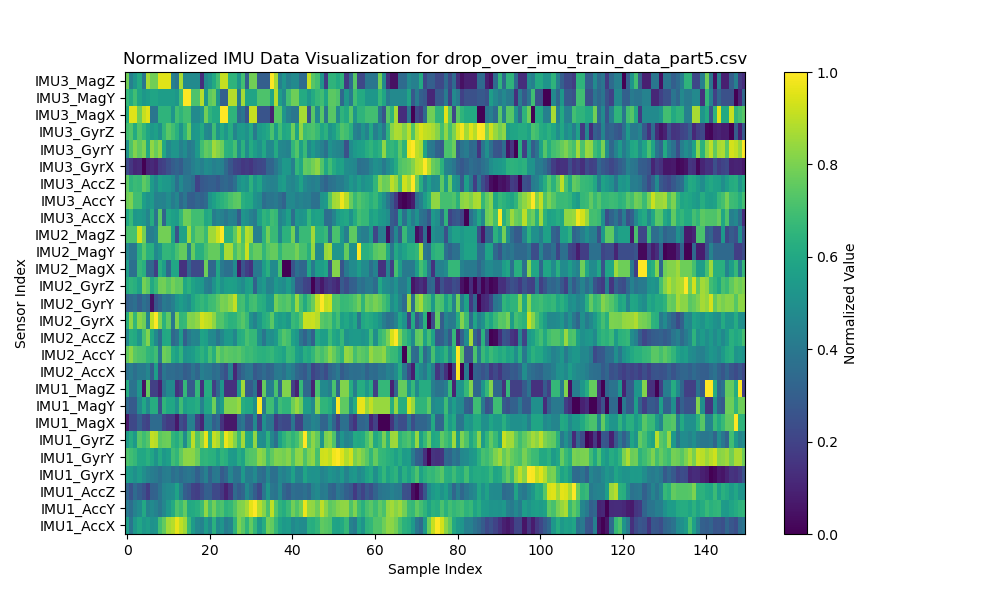 Normalized IMU Data Visualization for drop_over_imu_train_data_part5.csv
IMU3_MagZ
IMU3_MagY
IMU3_MagX
IMU3_GyrZ
IMU3_GyrY
IMU3_GyrX
IMU3_AccZ
IMU3_AccY
IMU3_AccX
IMU2_MagZ
IMU2_MagY
IMU2_MagX
IMU2_GyrZ
IMU2_GyrY
IMU2_GyrX
IMU2_AccZ
IMU2_AccY
IMU2_AccX
IMU1_MagZ
IMU1_MagY
IMU1_MagX
IMU1_GyrZ
IMU1_GyrY
IMU1_GyrX
IMU1_AccZ
IMU1_AccY
IMU1_AccX
Sensor Index
0 20 40 60 80 100 120 140
Sample Index
1.0
0.8
0.6
0.4
0.2
0.0
Normalized Value